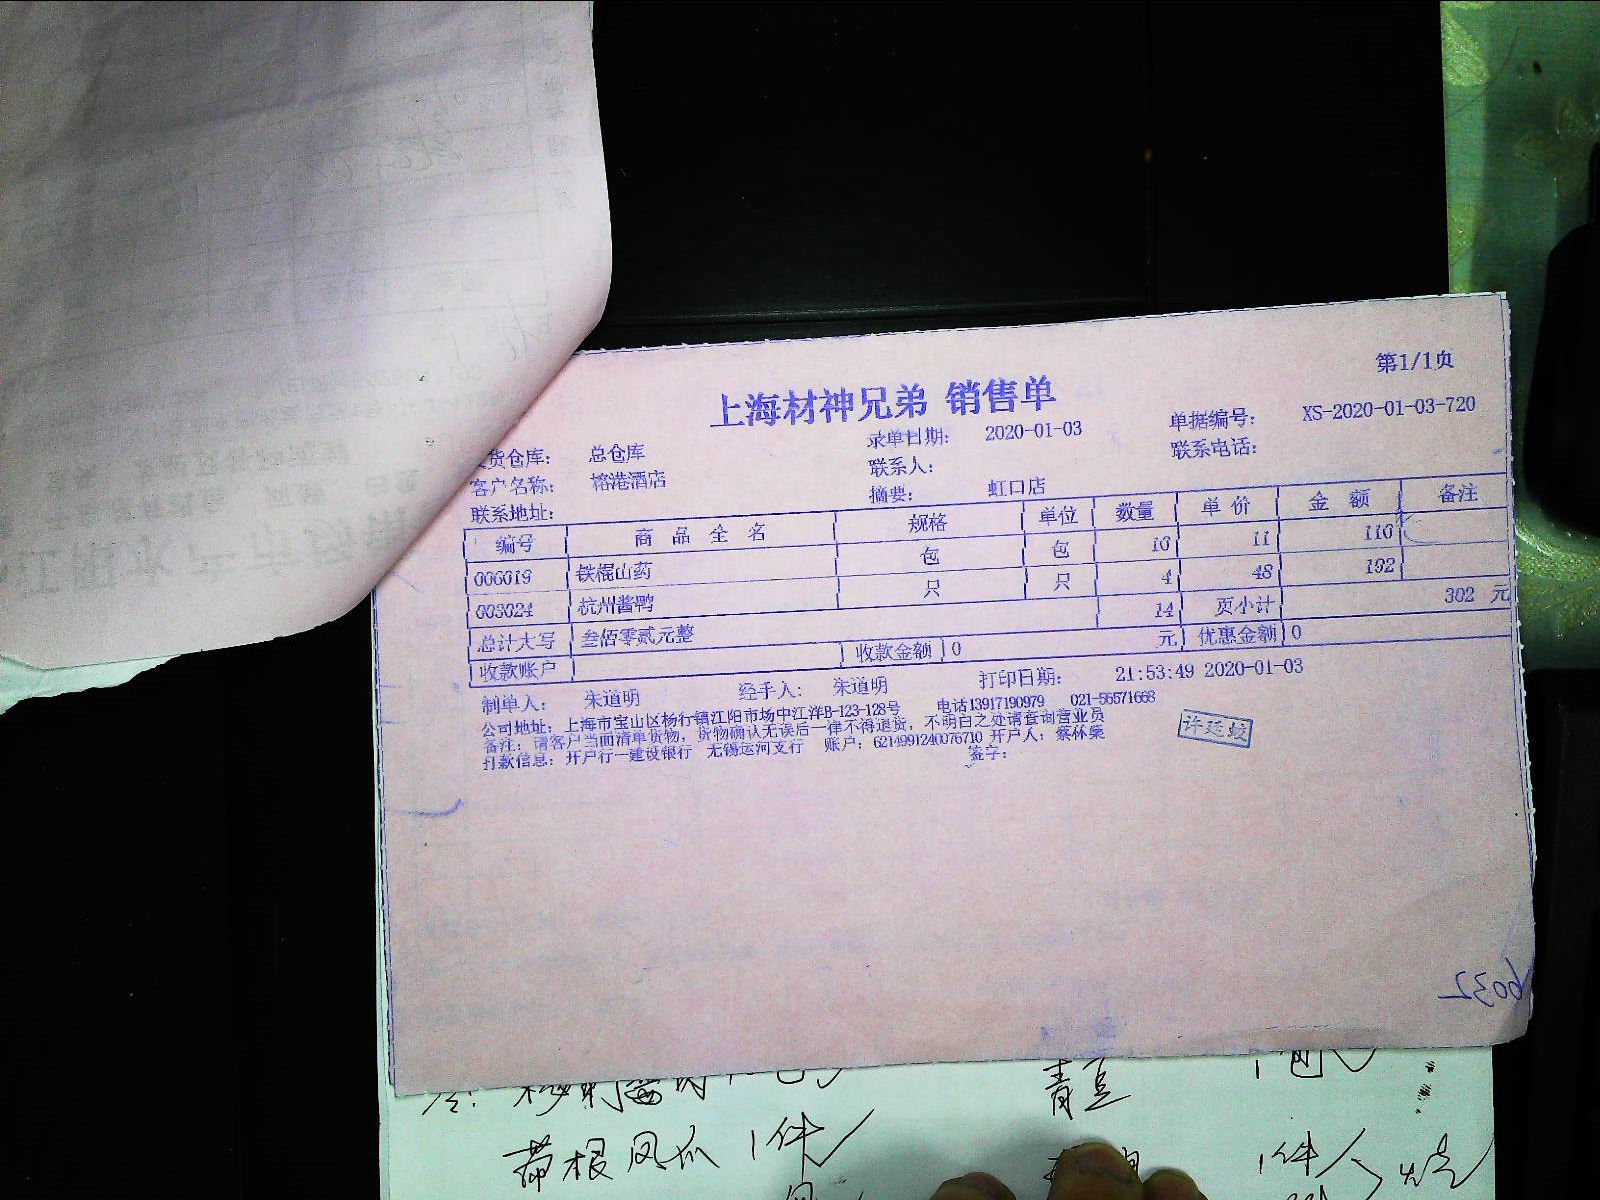 第1/1页
上海材神兄弟 销售单
货仓库: 总仓库 录单日期: 2020-01-03 单据编号: XS-2020-01-03-720
客户名称: 榕港酒店 联系人: 联系电话:
联系地址: 摘要: 虹口店
编号 商品全名 规格 单位 数量 单价 金额 备注
006019 铁棍山药 包 包 10 11 110
003024 杭州酱鸭 只 只 4 48 192
总计大写 叁佰零贰元整 14 页小计 302 元
收款账户 收款金额 0 元 优惠金额 0
制单人: 朱道明 经手人: 朱道明 打印日期: 21:53:49 2020-01-03
公司地址: 上海市宝山区杨行镇江阳市场中江洋B-123-128号 电话13917190979 021-56571668
备注: 请客户当面清单货物, 货物确认无误后一律不得退货, 不明白之处请查询营业员
打款信息: 开户行—建设银行 无锡运河支行 账户: 6214991240076710 开户人: 蔡林燊
签字:
许廷蛟
6032
青豆
带根凤爪 1件
1件